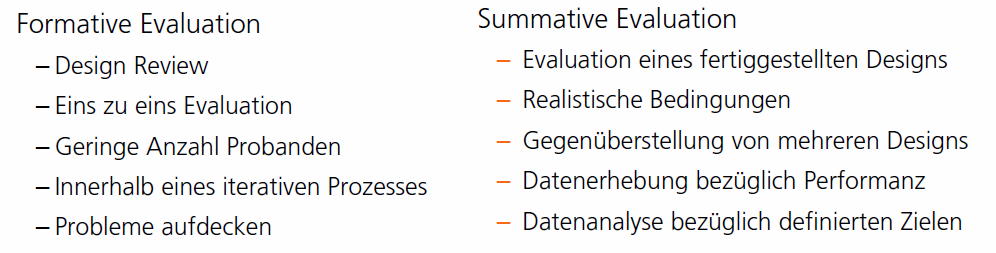 Formative Evaluation
– Design Review
– Eins zu eins Evaluation
– Geringe Anzahl Probanden
– Innerhalb eines iterativen Prozesses
– Probleme aufdecken
Summative Evaluation
– Evaluation eines fertiggestellten Designs
– Realistische Bedingungen
– Gegenüberstellung von mehreren Designs
– Datenerhebung bezüglich Performanz
– Datenanalyse bezüglich definierten Zielen